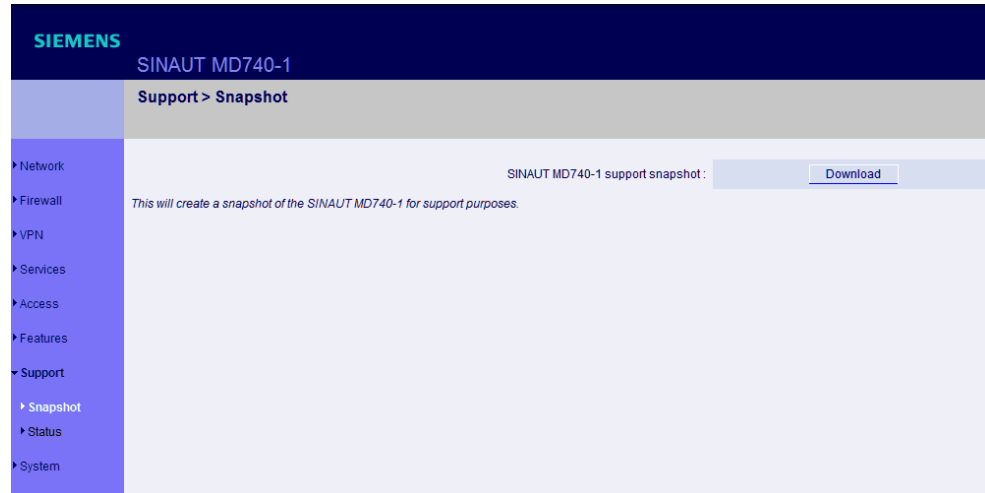 SIEMENS
SINAUT MD740-1
Support > Snapshot
Network
Firewall
VPN
Services
Access
Features
Support
Snapshot
Status
System
SINAUT MD740-1 support snapshot :
Download
This will create a snapshot of the SINAUT MD740-1 for support purposes.